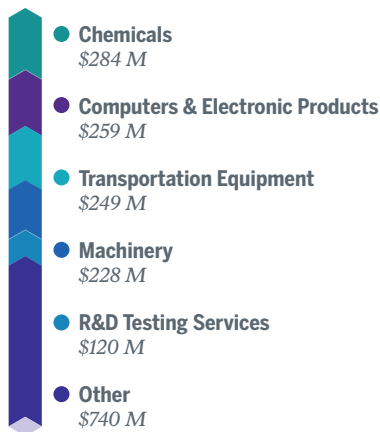 Chemicals
$284 M
Computers & Electronic Products
$259 M
Transportation Equipment
$249 M
Machinery
$228 M
R&D Testing Services
$120 M
Other
$740 M